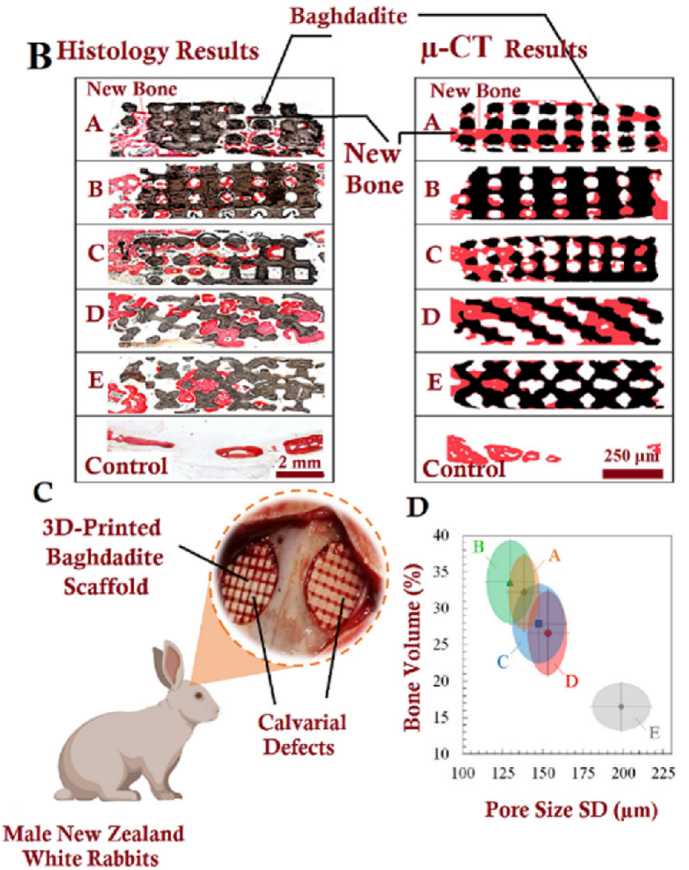 Baghdadite
B Histology Results
µ-CT Results
New Bone
A
B
C
D
E
Control
2 mm
New
Bone
New Bone
A
B
C
D
E
Control
250 µm
C
3D-Printed
Baghdadite
Scaffold
Calvarial
Defects
Male New Zealand
White Rabbits
D
Bone Volume (%)
40
35
30
25
20
15
10
B
A
C
D
E
100 125 150 175 200 225
Pore Size SD (µm)